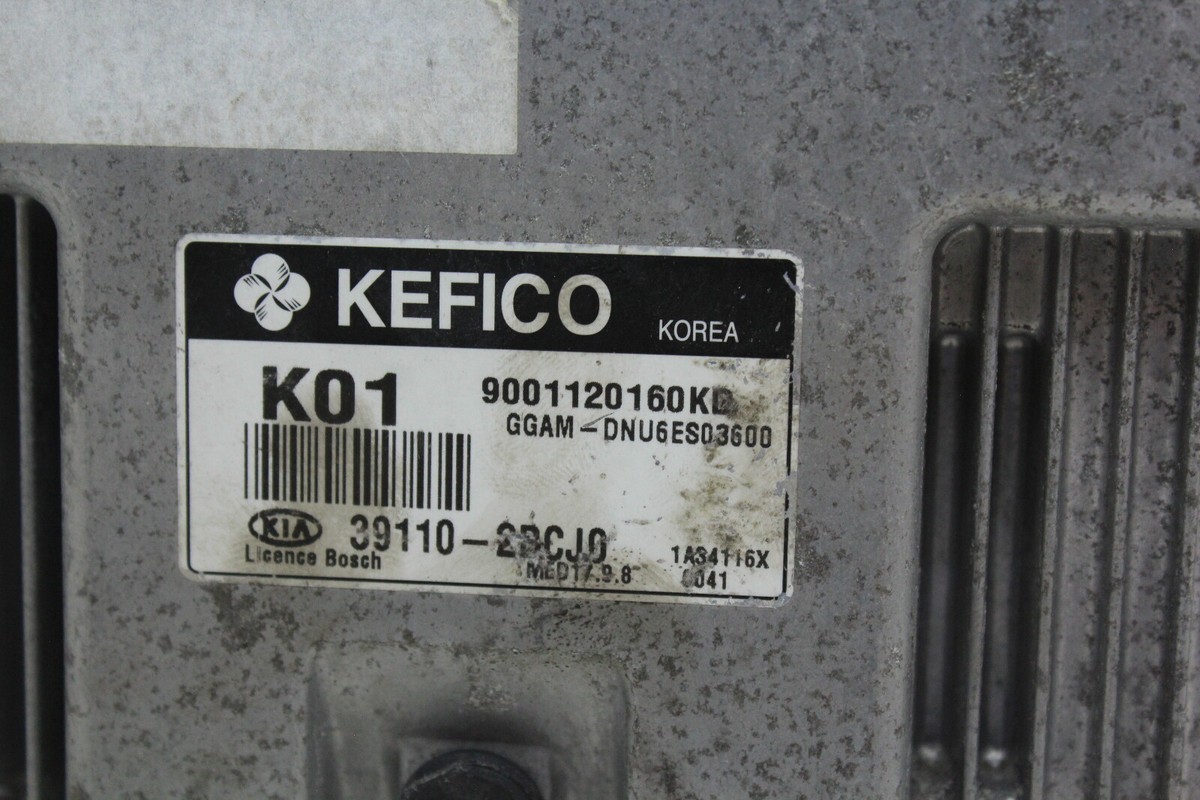 KEFICO KOREA
K01
9001120160KD
GGAM-DNU6ES03600
KIA 39110-2BCJ0
Licence Bosch
MED17.9.8
1A34116X
0041